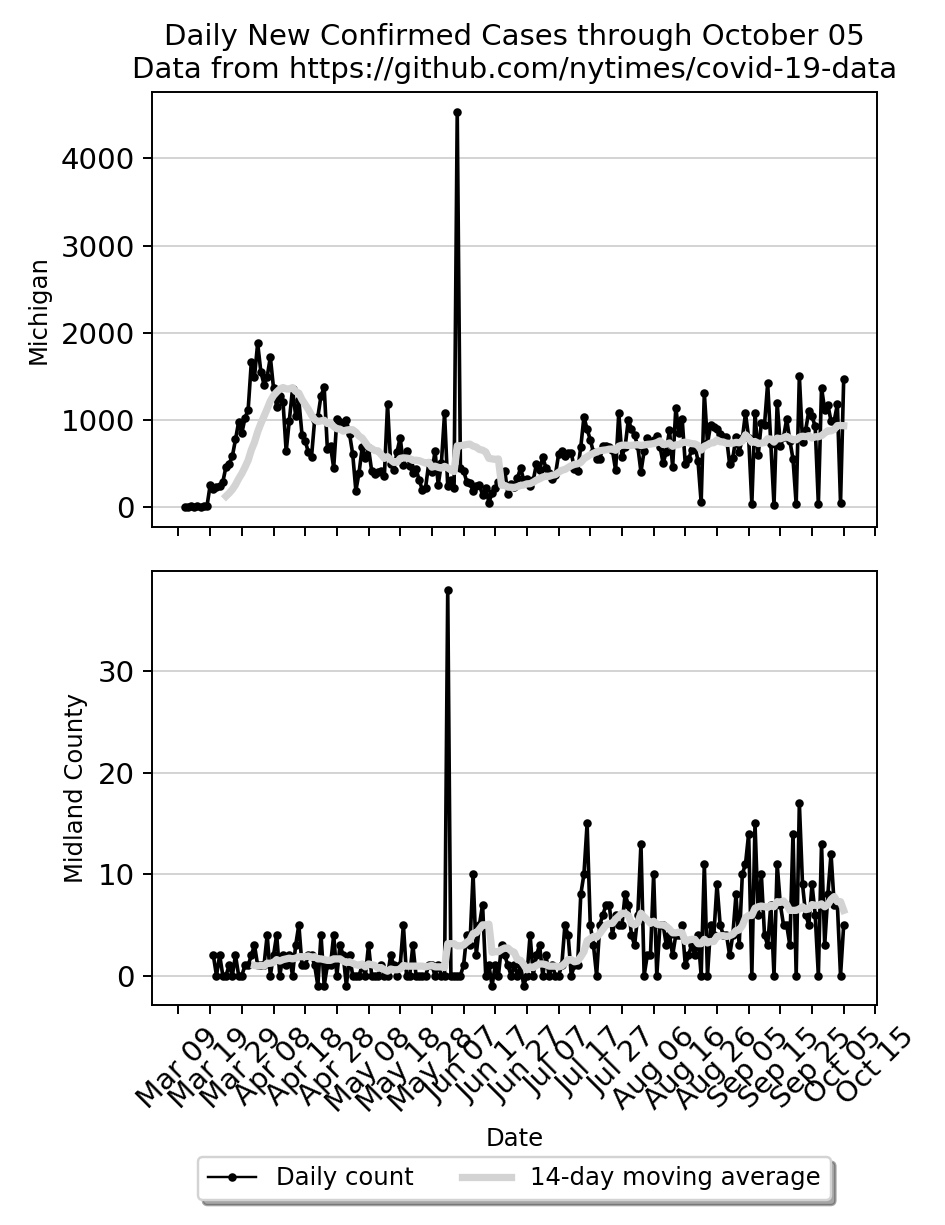 Daily New Confirmed Cases through October 05
Data from https://github.com/nytimes/covid-19-data
Michigan
4000
3000
2000
1000
0
Midland County
30
20
10
0
Mar 09
Mar 19
Mar 29
Apr 08
Apr 18
Apr 28
May 08
May 18
May 28
Jun 07
Jun 17
Jun 27
Jul 07
Jul 17
Jul 27
Aug 06
Aug 16
Aug 26
Sep 05
Sep 15
Sep 25
Oct 05
Oct 15
Date
Daily count 14-day moving average